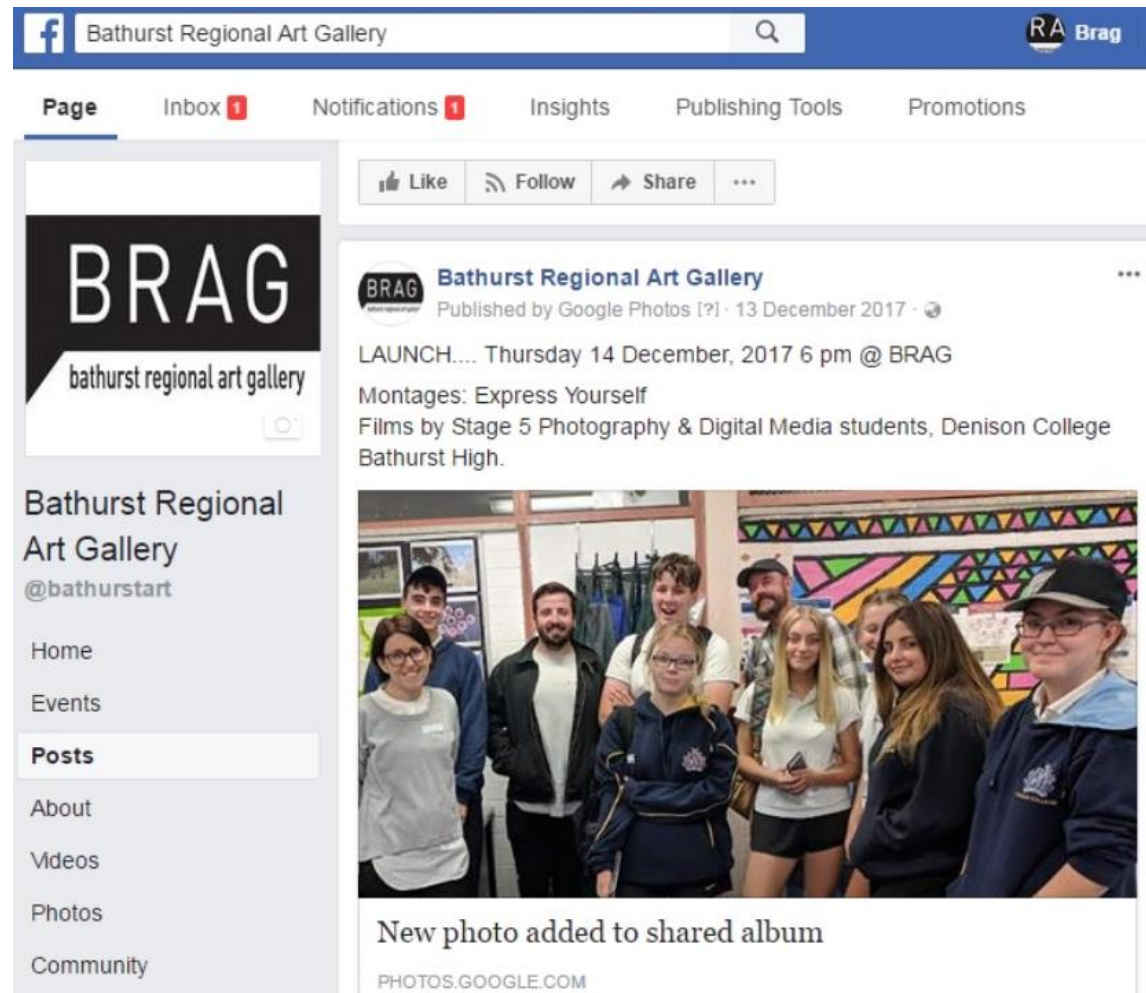 Bathurst Regional Art Gallery
RA Brag
Page Inbox 1 Notifications 1 Insights Publishing Tools Promotions
Like Follow Share ...
BRAG
bathurst regional art gallery
Bathurst Regional
Art Gallery
@bathurstart
Home
Events
Posts
About
Videos
Photos
Community
BRAG
Bathurst Regional Art Gallery
Published by Google Photos [?] · 13 December 2017 ·
LAUNCH.... Thursday 14 December, 2017 6 pm @ BRAG
Montages: Express Yourself
Films by Stage 5 Photography & Digital Media students, Denison College
Bathurst High.
New photo added to shared album
PHOTOS.GOOGLE.COM